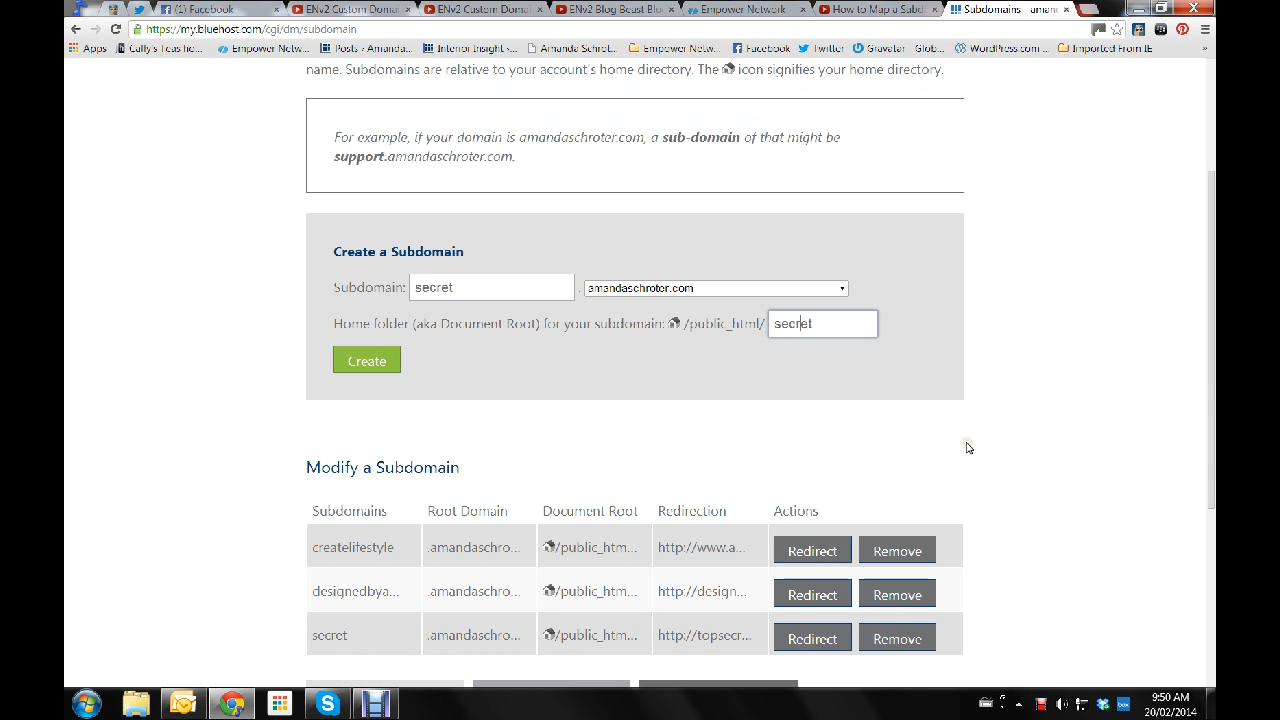 (1) Facebook
ENv2 Custom Doma
ENv2 Custom Doma
ENv2 Blog Beast Blo
Empower Network
How to Map a Subd
Subdomains - aman
https://my.bluehost.com/cgi/dm/subdomain
Apps
Cally's Teas ho...
Empower Netw...
Posts ‹ Amanda...
Interior Insight -...
Amanda Schrot...
Empower Netw...
Facebook
Twitter
Gravatar - Glob...
WordPress.com ...
Imported From IE
»
name. Subdomains are relative to your account's home directory. The icon signifies your home directory.
For example, if your domain is amandaschroter.com, a sub-domain of that might be
support.amandaschroter.com.
Create a Subdomain
Subdomain: secret . amandaschroter.com
Home folder (aka Document Root) for your subdomain: /public_html/ secret
Create
Modify a Subdomain
Subdomains Root Domain Document Root Redirection Actions
createlifestyle .amandaschro... /public_htm... http://www.a... Redirect Remove
designedbya... .amandaschro... /public_htm... http://design... Redirect Remove
secret .amandaschro... /public_htm... http://topsecr... Redirect Remove
9:50 AM
20/02/2014